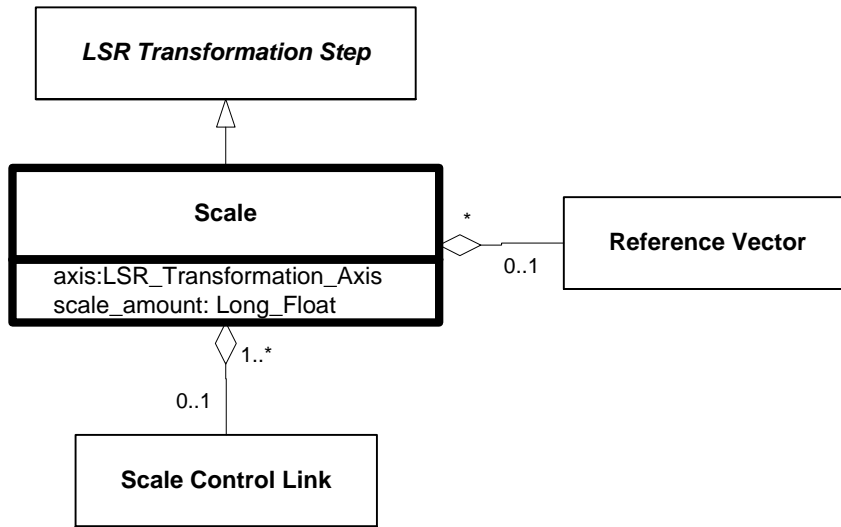 LSR Transformation Step
Scale
axis:LSR_Transformation_Axis
scale_amount: Long_Float
*
0..1
Reference Vector
1..*
0..1
Scale Control Link